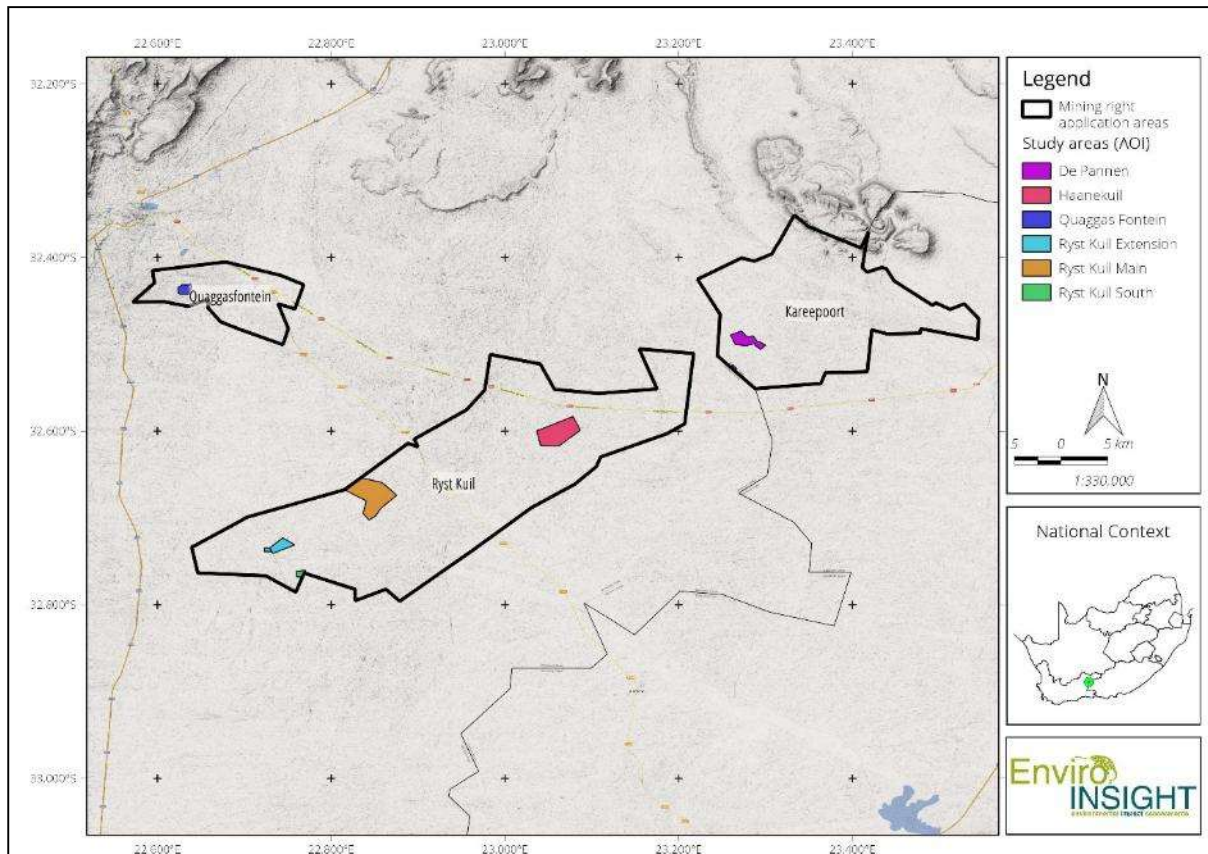 22.600°E 22.800°E 23.000°E 23.200°E 23.400°E
32.200°S
32.400°S
32.600°S
32.800°S
33.000°S
22.600°E 22.800°E 23.000°E 23.200°E 23.400°E
Quaggasfontein
Kareepoort
Ryst Kuil
Legend
Mining right
application areas
Study areas (AOI)
De Pannen
Haanekuil
Quaggas Fontein
Ryst Kuil Extension
Ryst Kuil Main
Ryst Kuil South
N
5 0 5 km
1:330,000
National Context
Enviro
INSIGHT